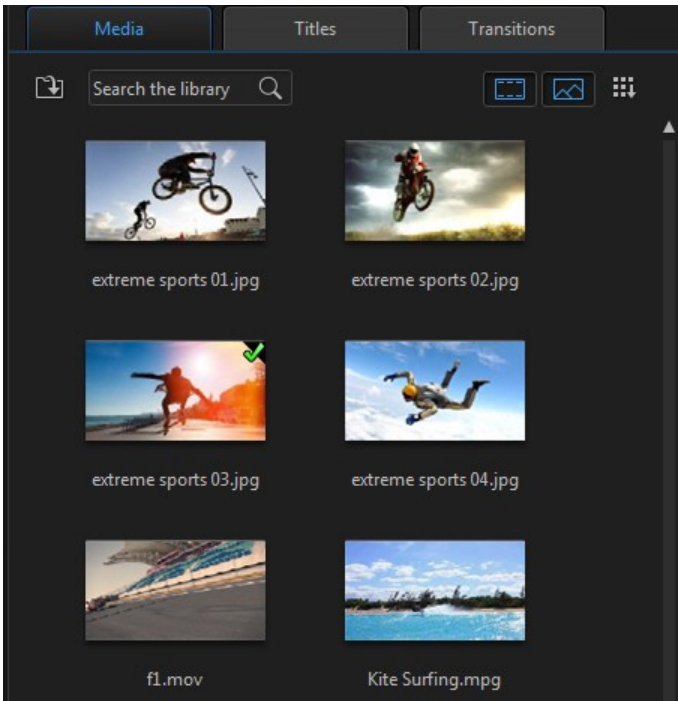 Media Titles Transitions
Search the library
extreme sports 01.jpg extreme sports 02.jpg
extreme sports 03.jpg extreme sports 04.jpg
f1.mov Kite Surfing.mpg